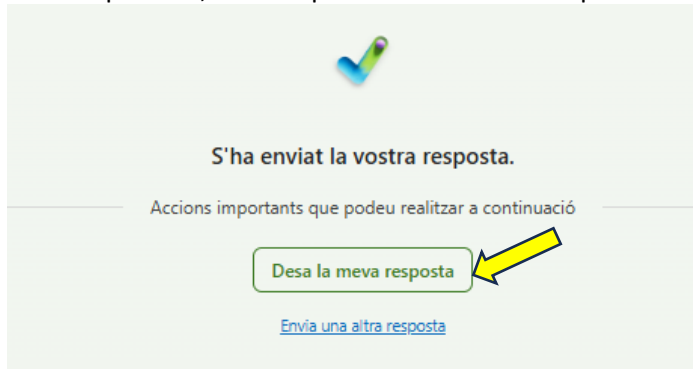 S'ha enviat la vostra resposta.
Accions importants que podeu realitzar a continuació
Desa la meva resposta
Envia una altra resposta